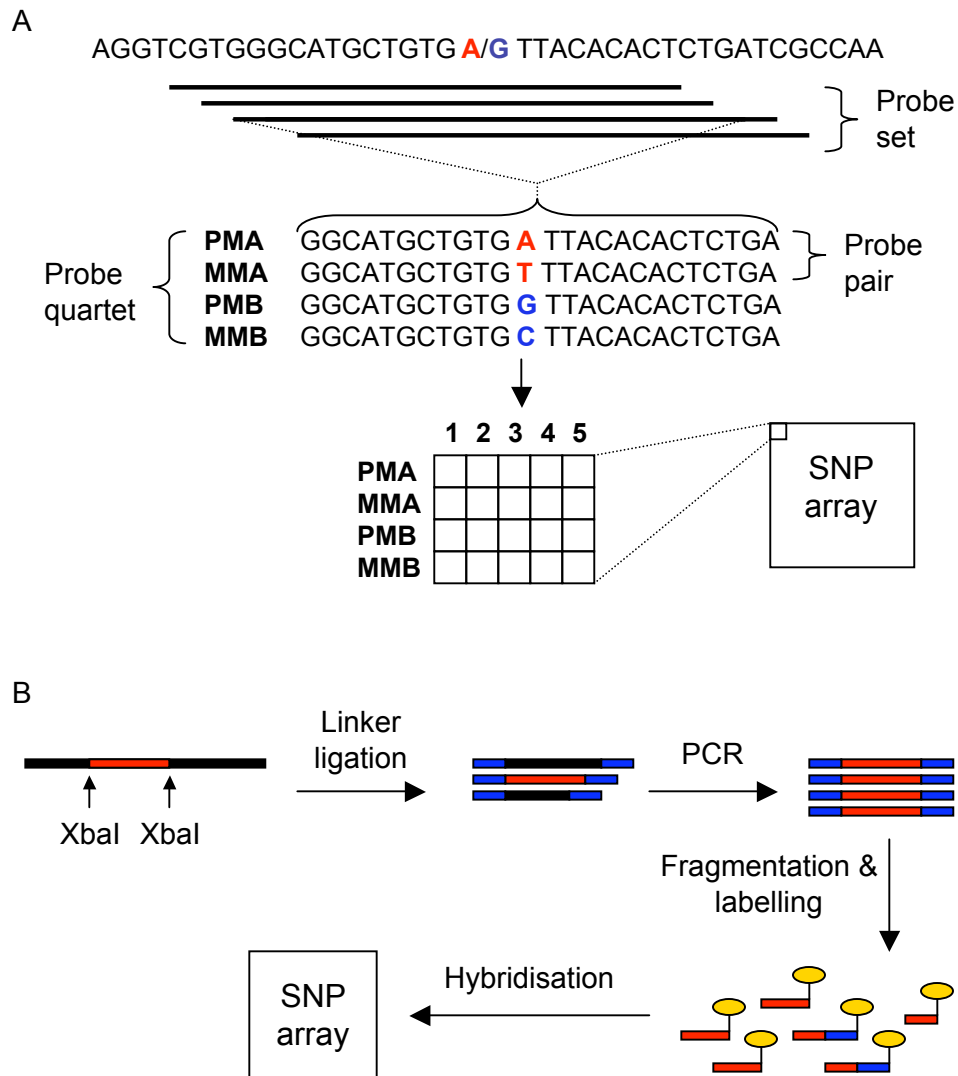 A
AGGTCGTGGGCATGCTGTG A/G TTACACACTCTGATCGCCAA
Probe
set
Probe
quartet
PMA GGCATGCTGTG A TTACACACTCTGA
MMA GGCATGCTGTG T TTACACACTCTGA
PMB GGCATGCTGTG G TTACACACTCTGA
MMB GGCATGCTGTG C TTACACACTCTGA
Probe
pair
1 2 3 4 5
PMA
MMA
PMB
MMB
SNP
array
B
Linker
ligation
PCR
XbaI XbaI
Fragmentation &
labelling
Hybridisation
SNP
array